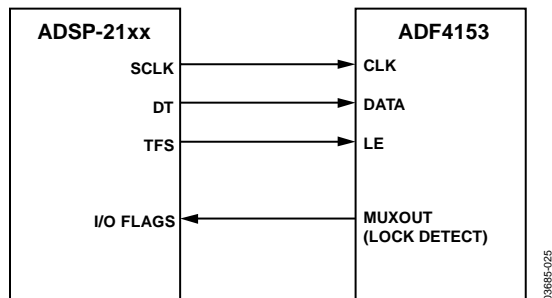 ADSP-21xx
ADF4153
SCLK
CLK
DT
DATA
TFS
LE
I/O FLAGS
MUXOUT
(LOCK DETECT)
03685-025